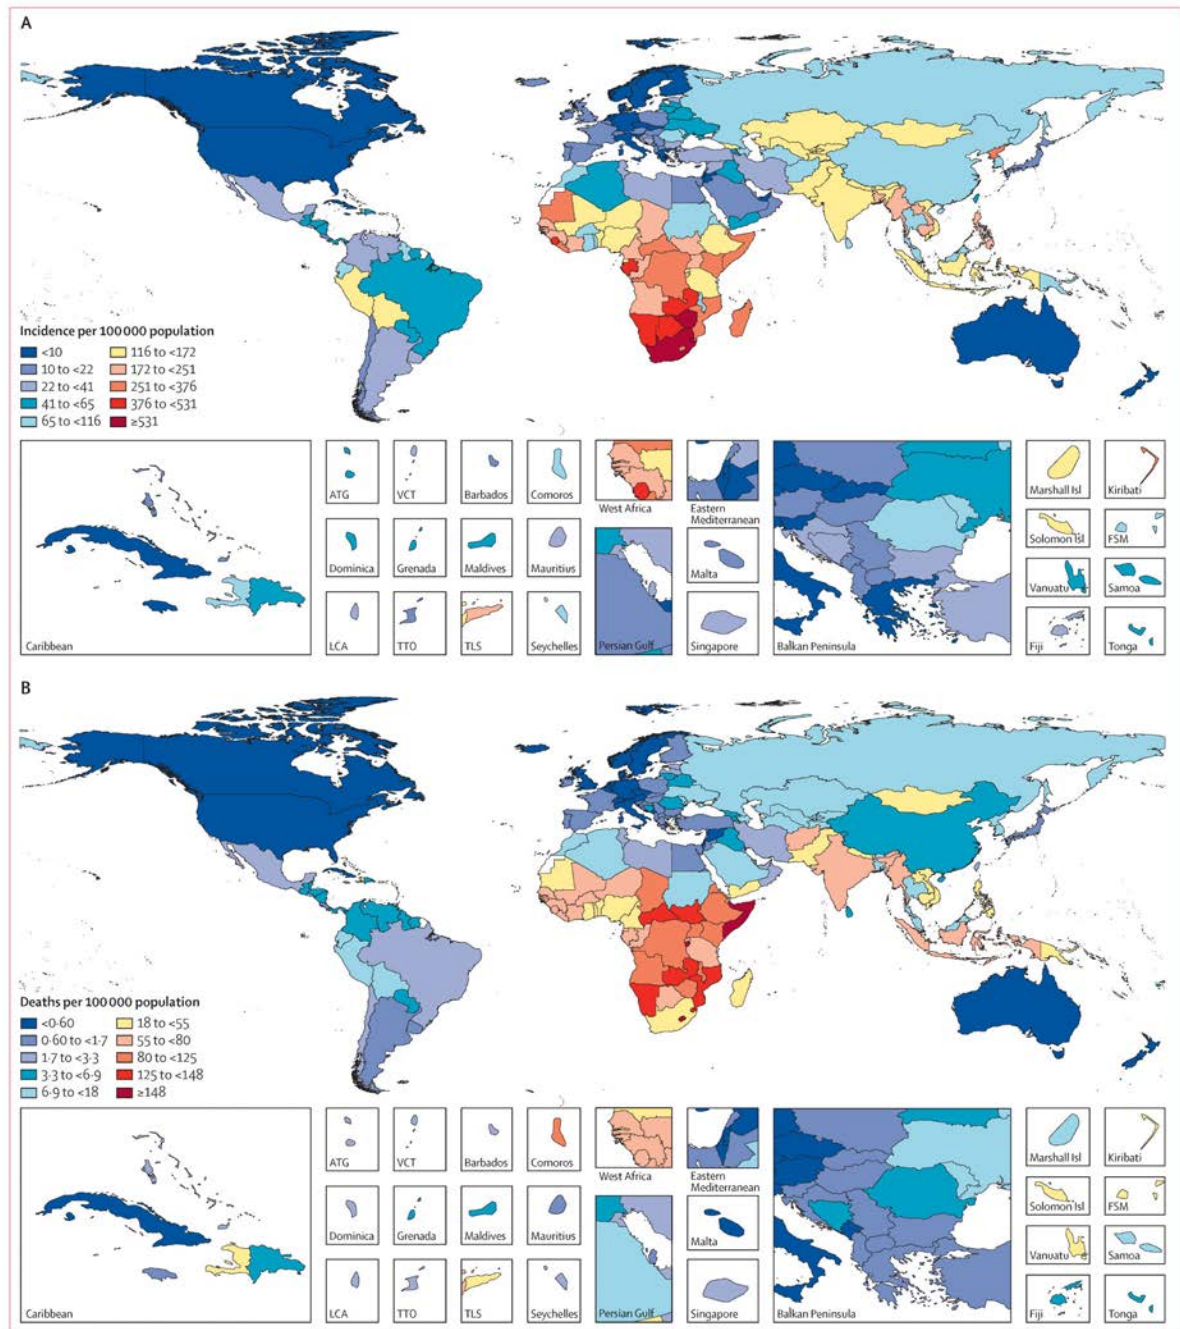 A
Incidence per 100 000 population
<10
10 to <22
22 to <41
41 to <65
65 to <116
116 to <172
172 to <251
251 to <376
376 to <531
≥531
Caribbean
ATG
VCT
Barbados
Comoros
Dominica
Grenada
Maldives
Mauritius
LCA
TTO
TLS
Seychelles
West Africa
Persian Gulf
Eastern
Mediterranean
Malta
Singapore
Balkan Peninsula
Marshall Isl
Kiribati
Solomon Isl
FSM
Vanuatu
Samoa
Fiji
Tonga
B
Deaths per 100 000 population
<0·60
0·60 to <1·7
1·7 to <3·3
3·3 to <6·9
6·9 to <18
18 to <55
55 to <80
80 to <125
125 to <148
≥148
Caribbean
ATG
VCT
Barbados
Comoros
Dominica
Grenada
Maldives
Mauritius
LCA
TTO
TLS
Seychelles
West Africa
Persian Gulf
Eastern
Mediterranean
Malta
Singapore
Balkan Peninsula
Marshall Isl
Kiribati
Solomon Isl
FSM
Vanuatu
Samoa
Fiji
Tonga